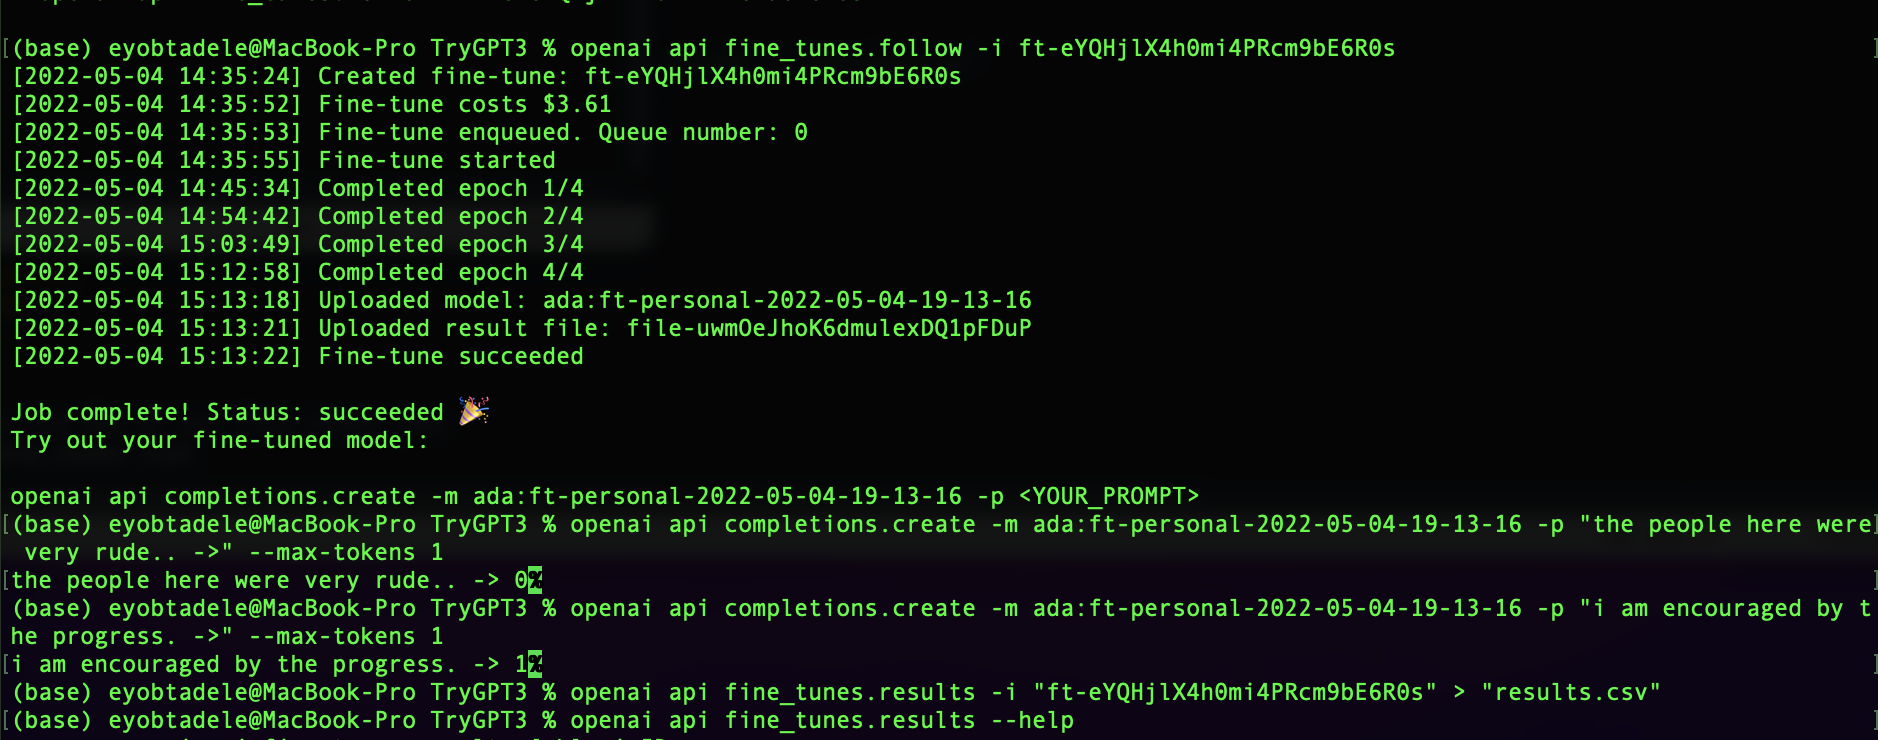 [(base) eyobtadele@MacBook-Pro TryGPT3 % openai api fine_tunes.follow -i ft-eYQHjlX4h0mi4PRcm9bE6R0s ]
[2022-05-04 14:35:24] Created fine-tune: ft-eYQHjlX4h0mi4PRcm9bE6R0s
[2022-05-04 14:35:52] Fine-tune costs $3.61
[2022-05-04 14:35:53] Fine-tune enqueued. Queue number: 0
[2022-05-04 14:35:55] Fine-tune started
[2022-05-04 14:45:34] Completed epoch 1/4
[2022-05-04 14:54:42] Completed epoch 2/4
[2022-05-04 15:03:49] Completed epoch 3/4
[2022-05-04 15:12:58] Completed epoch 4/4
[2022-05-04 15:13:18] Uploaded model: ada:ft-personal-2022-05-04-19-13-16
[2022-05-04 15:13:21] Uploaded result file: file-uwmOeJhoK6dmulexDQ1pFDuP
[2022-05-04 15:13:22] Fine-tune succeeded
Job complete! Status: succeeded 🎉
Try out your fine-tuned model:
openai api completions.create -m ada:ft-personal-2022-05-04-19-13-16 -p <YOUR_PROMPT>
[(base) eyobtadele@MacBook-Pro TryGPT3 % openai api completions.create -m ada:ft-personal-2022-05-04-19-13-16 -p "the people here were]
very rude.. ->" --max-tokens 1
[the people here were very rude.. -> 0% ]
(base) eyobtadele@MacBook-Pro TryGPT3 % openai api completions.create -m ada:ft-personal-2022-05-04-19-13-16 -p "i am encouraged by t
he progress. ->" --max-tokens 1
[i am encouraged by the progress. -> 1% ]
(base) eyobtadele@MacBook-Pro TryGPT3 % openai api fine_tunes.results -i "ft-eYQHjlX4h0mi4PRcm9bE6R0s" > "results.csv"
[(base) eyobtadele@MacBook-Pro TryGPT3 % openai api fine_tunes.results --help ]